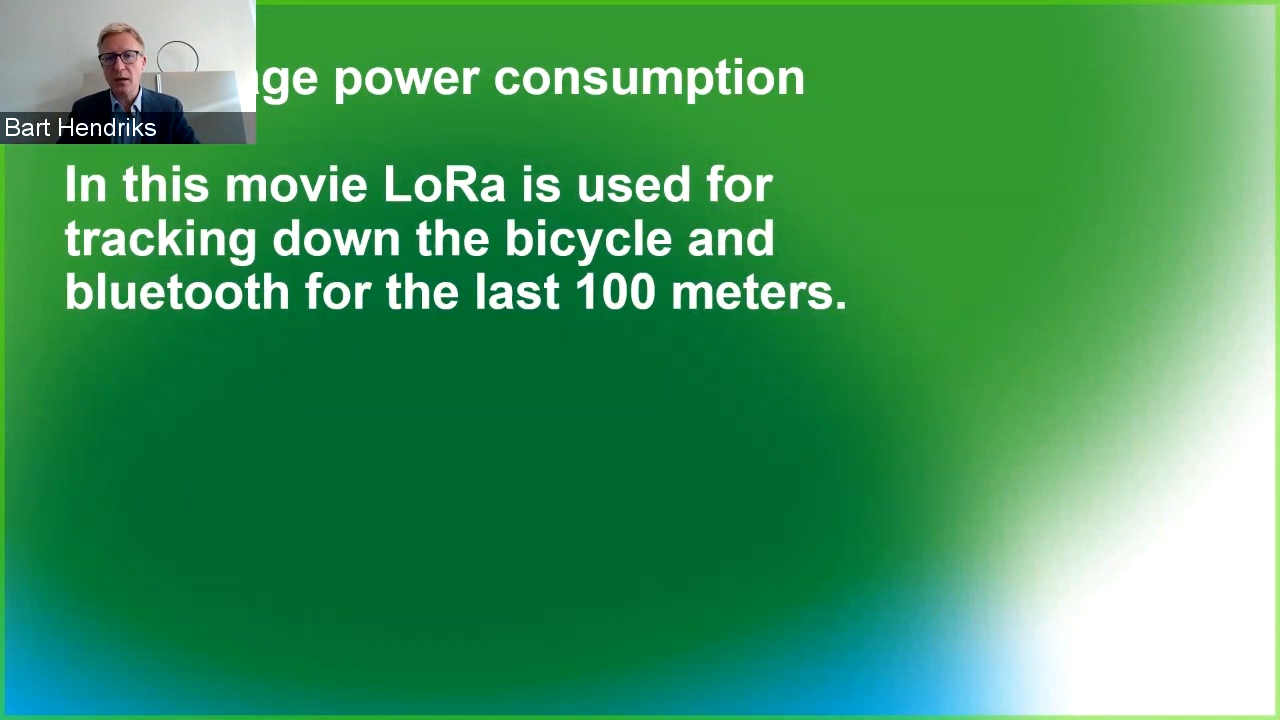 power consumption
In this movie LoRa is used for
tracking down the bicycle and
bluetooth for the last 100 meters.
Bart Hendriks